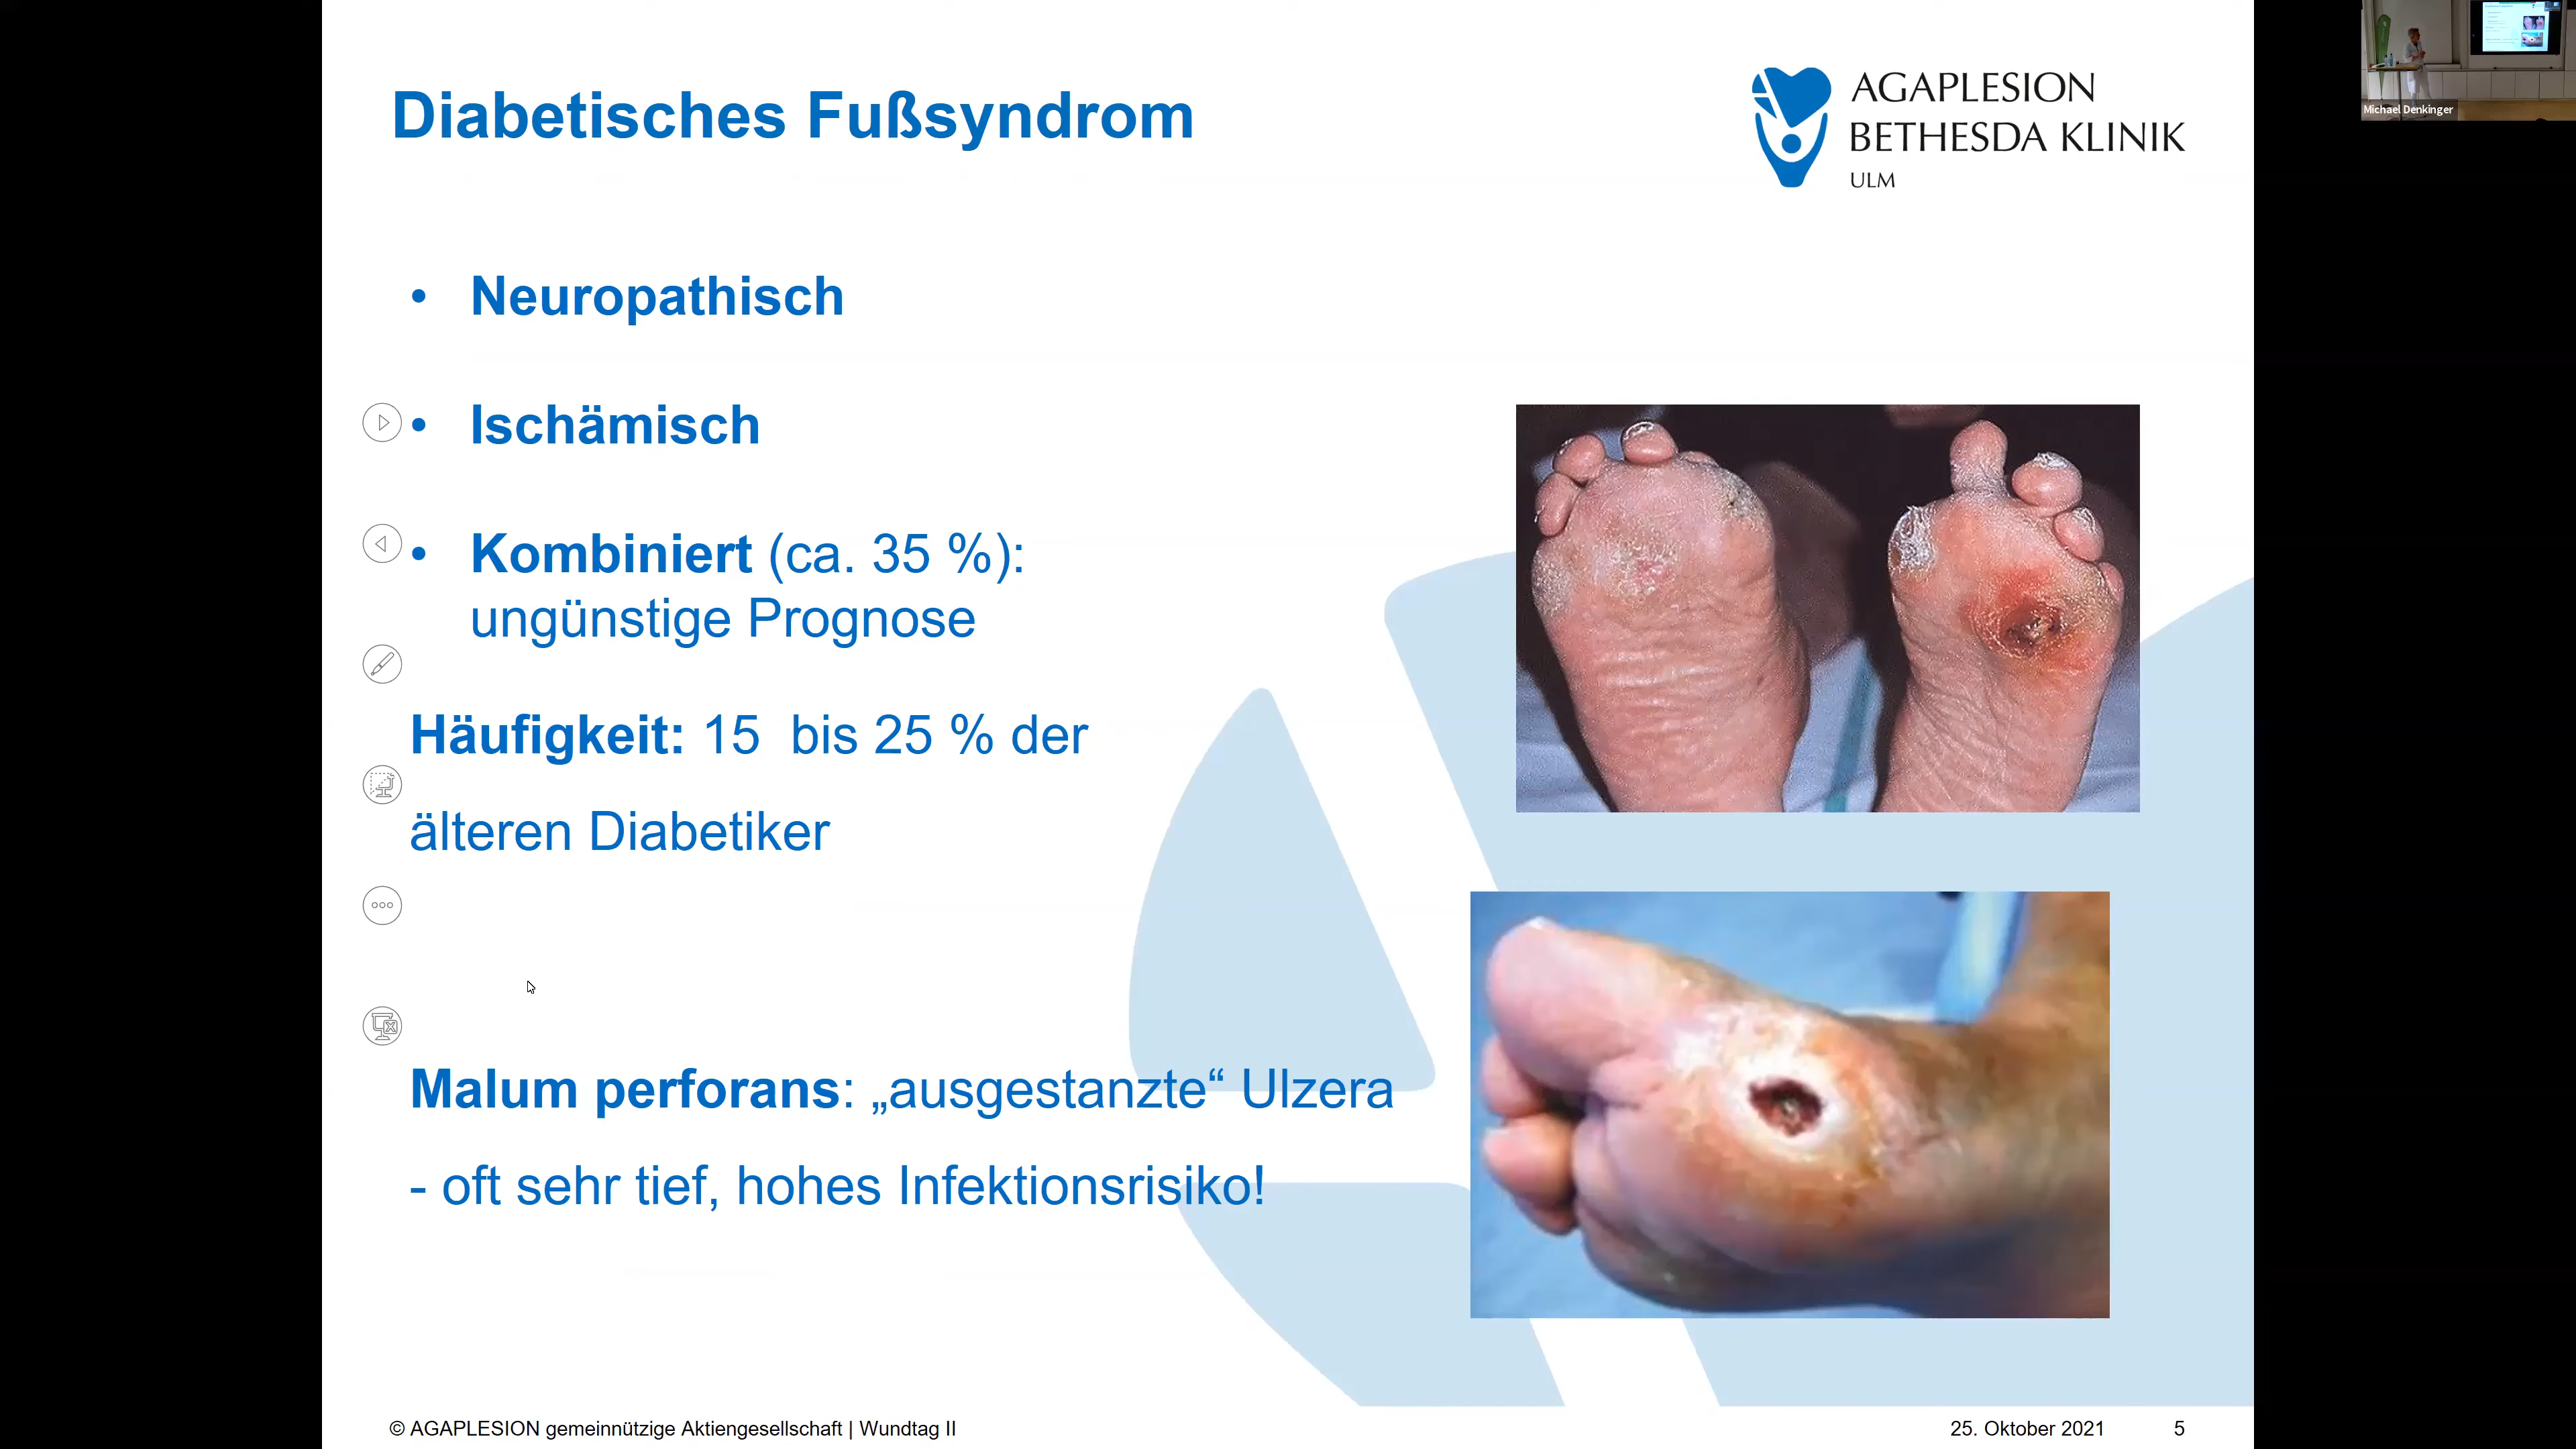 Diabetisches Fußsyndrom
AGAPLESION
BETHESDA KLINIK
ULM
Michael Denkinger
• Neuropathisch
• Ischämisch
• Kombiniert (ca. 35 %):
ungünstige Prognose
Häufigkeit: 15 bis 25 % der
älteren Diabetiker
Malum perforans: „ausgestanzte“ Ulzera
- oft sehr tief, hohes Infektionsrisiko!
© AGAPLESION gemeinnützige Aktiengesellschaft | Wundtag II
25. Oktober 2021
5